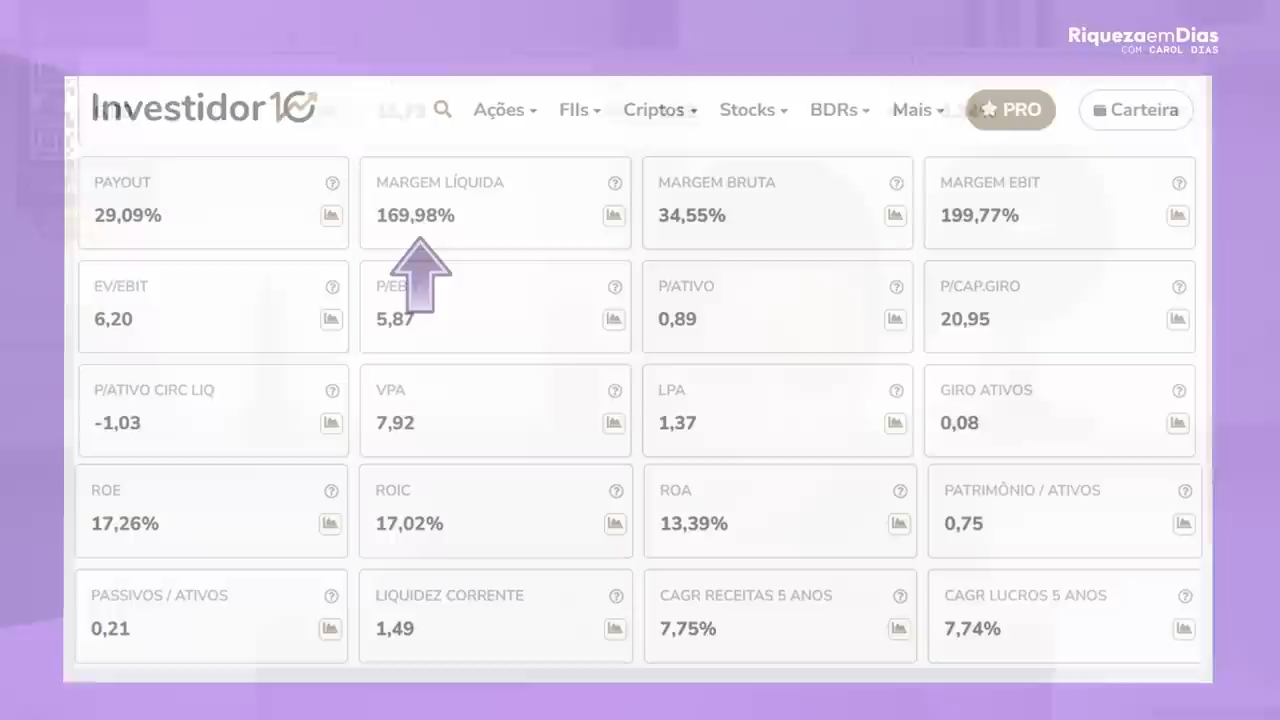 RiquezaemDias
COM CAROL DIAS
Investidor10
Ações FIIs Criptos Stocks BDRs Mais PRO Carteira
PAYOUT MARGEM LÍQUIDA MARGEM BRUTA MARGEM EBIT
29,09% 169,98% 34,55% 199,77%
EV/EBIT P/EB P/ATIVO P/CAP.GIRO
6,20 5,87 0,89 20,95
P/ATIVO CIRC LIQ VPA LPA GIRO ATIVOS
-1,03 7,92 1,37 0,08
ROE ROIC ROA PATRIMÔNIO / ATIVOS
17,26% 17,02% 13,39% 0,75
PASSIVOS / ATIVOS LIQUIDEZ CORRENTE CAGR RECEITAS 5 ANOS CAGR LUCROS 5 ANOS
0,21 1,49 7,75% 7,74%